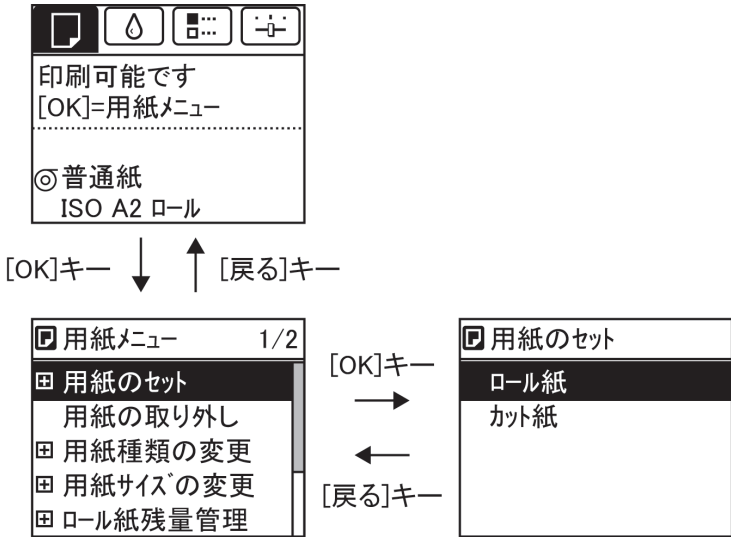 印刷可能です
[OK]=用紙メニュー
普通紙
ISO A2 ロール
[OK]キー
[戻る]キー
用紙メニュー 1/2
用紙のセット
用紙の取り外し
用紙種類の変更
用紙サイズの変更
ロール紙残量管理
[OK]キー
[戻る]キー
用紙のセット
ロール紙
カット紙